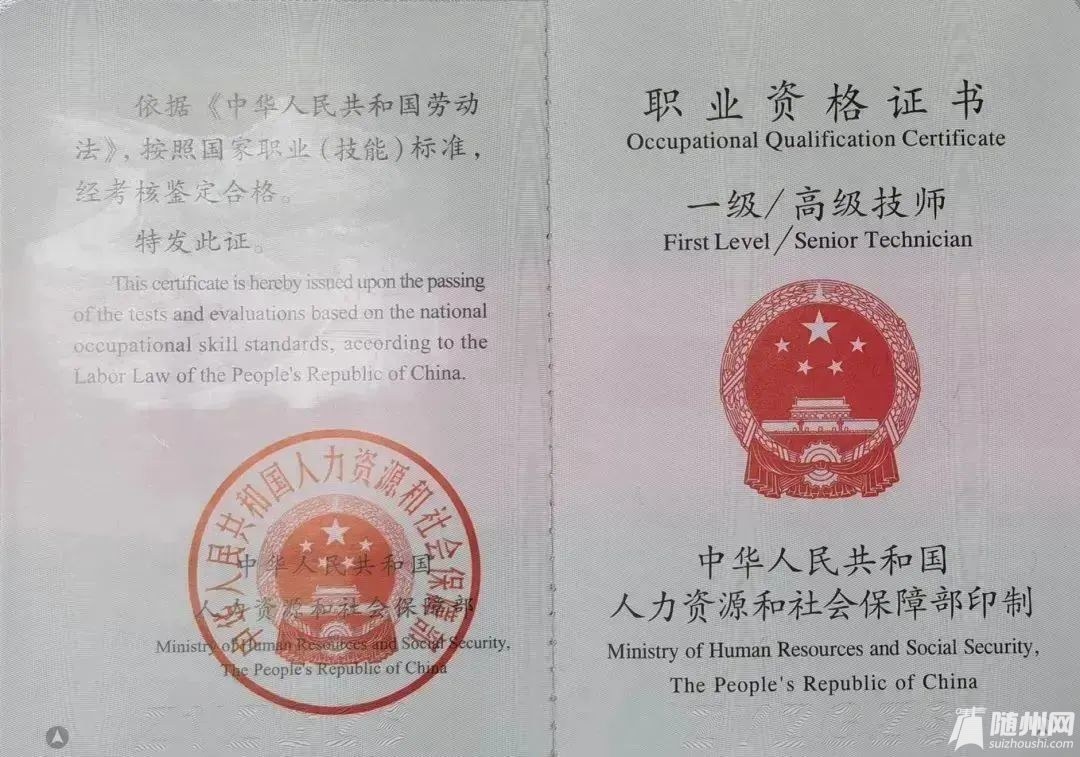 依据《中华人民共和国劳动
法》，按照国家职业（技能）标准，
经考核鉴定合格。
特发此证。
This certificate is hereby issued upon the passing
of the tests and evaluations based on the national
occupational skill standards, according to the
Labor Law of the People's Republic of China.
中华人民共和国人力资源和社会保障部
中华人民共和国
人力资源和社会保障部
Ministry of Human Resources and Social Security,
The People's Republic of China
职业资格证书
Occupational Qualification Certificate
一级/高级技师
First Level/Senior Technician
中华人民共和国
人力资源和社会保障部印制
Ministry of Human Resources and Social Security,
The People's Republic of China
随州网
suizhoushi.com